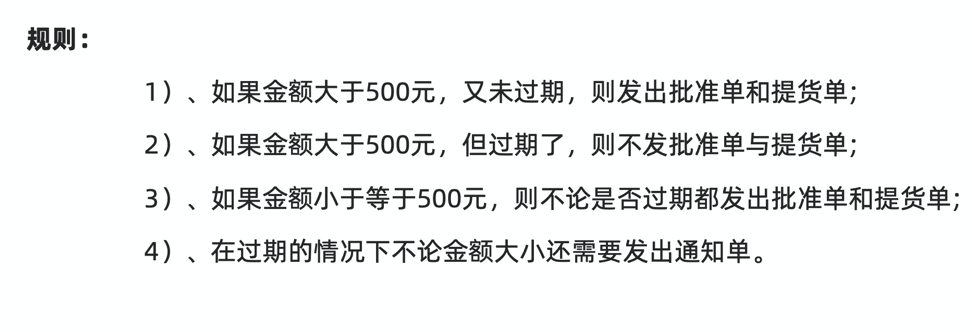 规则：
1）、如果金额大于500元，又未过期，则发出批准单和提货单；
2）、如果金额大于500元，但过期了，则不发批准单与提货单；
3）、如果金额小于等于500元，则不论是否过期都发出批准单和提货单；
4）、在过期的情况下不论金额大小还需要发出通知单。